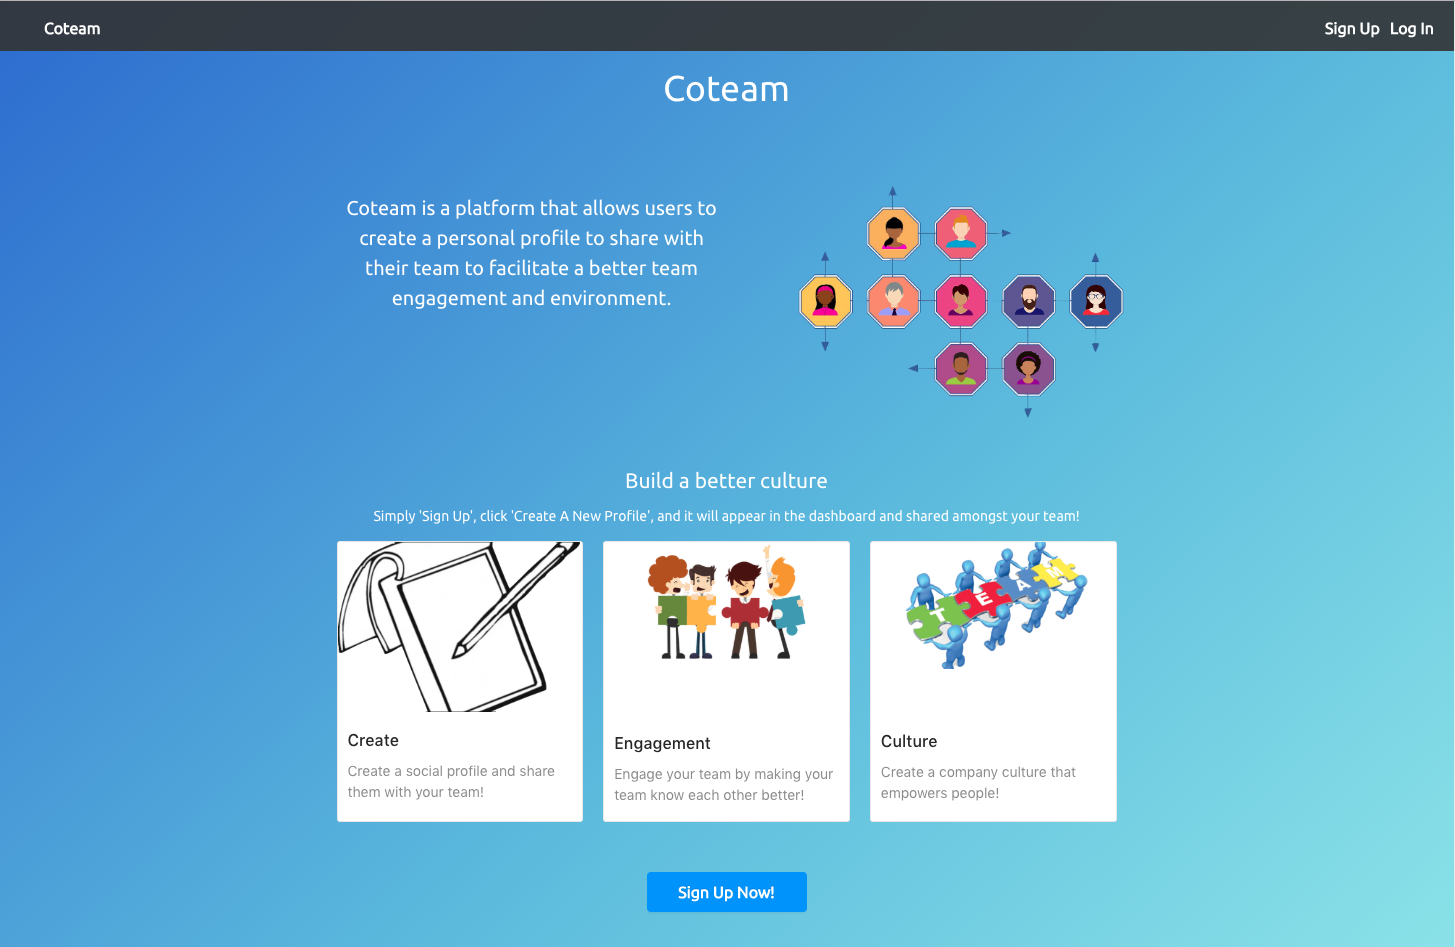 Coteam
Sign Up Log In
Coteam
Coteam is a platform that allows users to
create a personal profile to share with
their team to facilitate a better team
engagement and environment.
Build a better culture
Simply 'Sign Up', click 'Create A New Profile', and it will appear in the dashboard and shared amongst your team!
T E A M
Create
Create a social profile and share
them with your team!
Engagement
Engage your team by making your
team know each other better!
Culture
Create a company culture that
empowers people!
Sign Up Now!